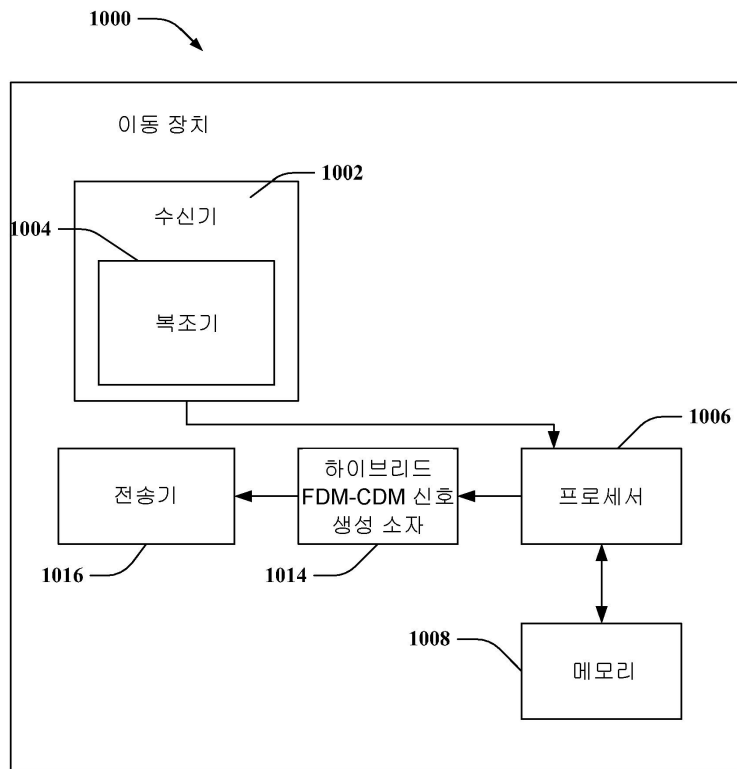 1000
이동 장치
1002
수신기
1004
복조기
1006
전송기
하이브리드
FDM-CDM 신호
생성 소자
프로세서
1016
1014
1008
메모리